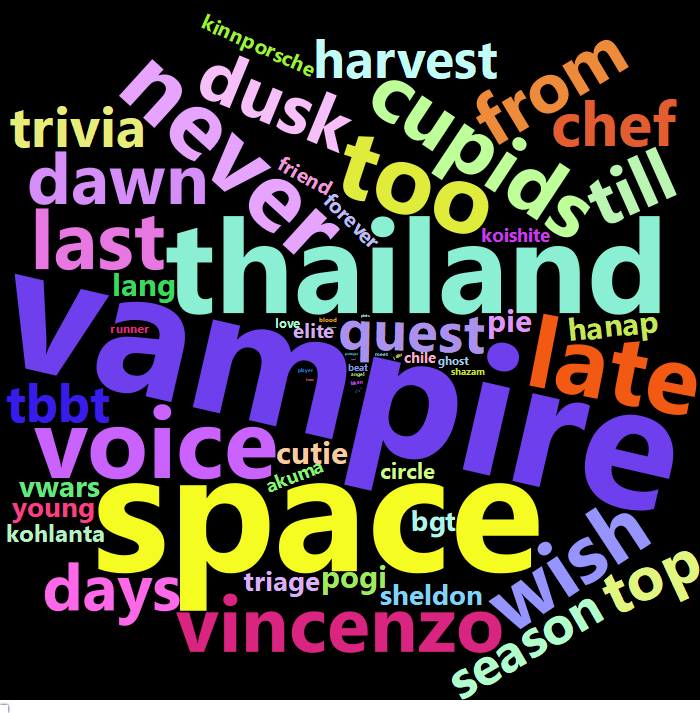 kinnporsche
harvest
from
dusk
never
cupids
chef
trivia
too
till
dawn
friend
forever
last
thailand
koishite
lang
vampire
runner
love
blood
elite
quest
pie
hanap
late
chile
ghost
beat
angel
shazam
player
meet
tbbt
voice
cutie
circle
akuma
vwars
space
young
bgt
kohlanta
wish
days
triage
pogi
sheldon
top
vincenzo
season